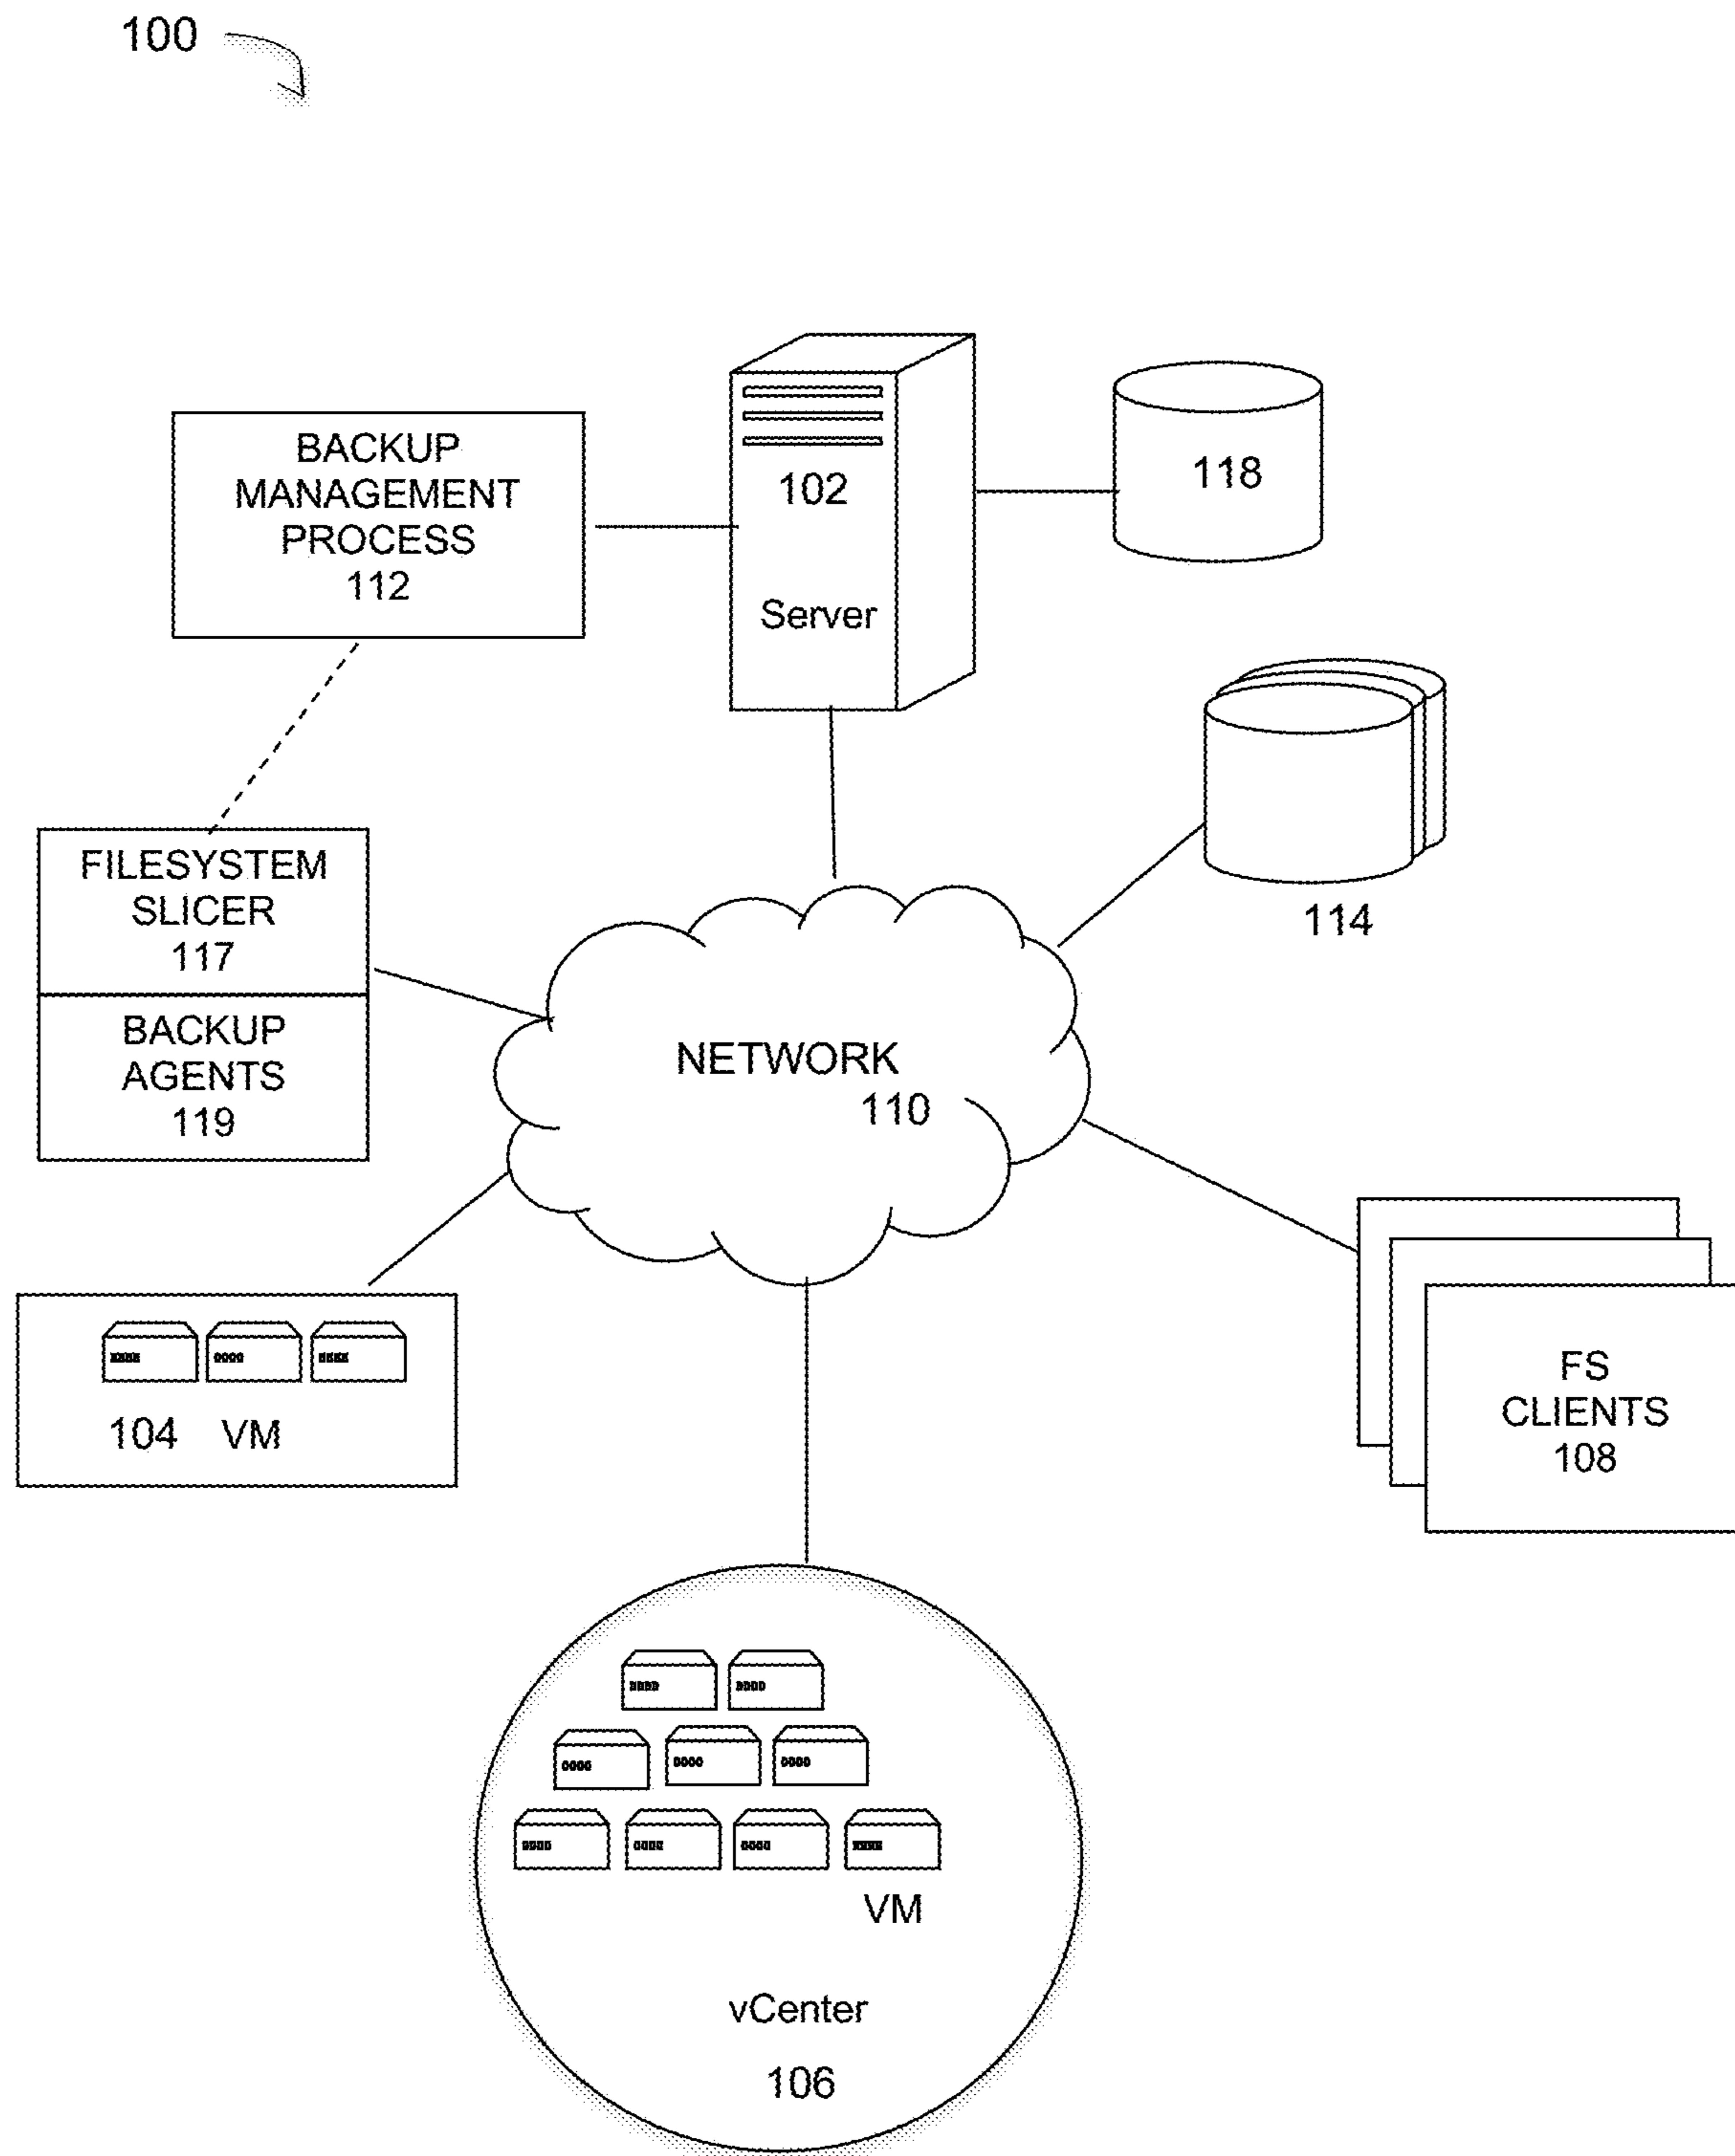 100
BACKUP
MANAGEMENT
PROCESS
112
102
Server
118
114
FILESYSTEM
SLICER
117
BACKUP
AGENTS
119
NETWORK
110
104 VM
FS
CLIENTS
108
VM
vCenter
106